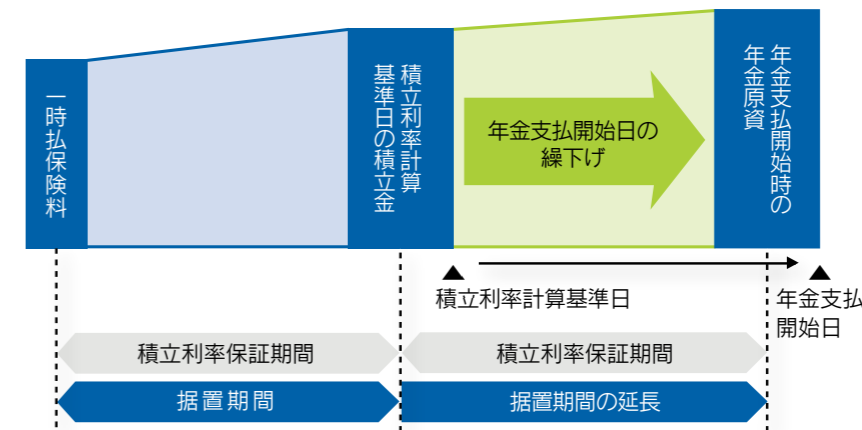 一時払保険料
積立利率計算
基準日の積立金
年金支払開始日の
繰下げ
年金支払開始時の
年金原資
積立利率計算基準日
年金支払
開始日
積立利率保証期間
積立利率保証期間
据置期間
据置期間の延長